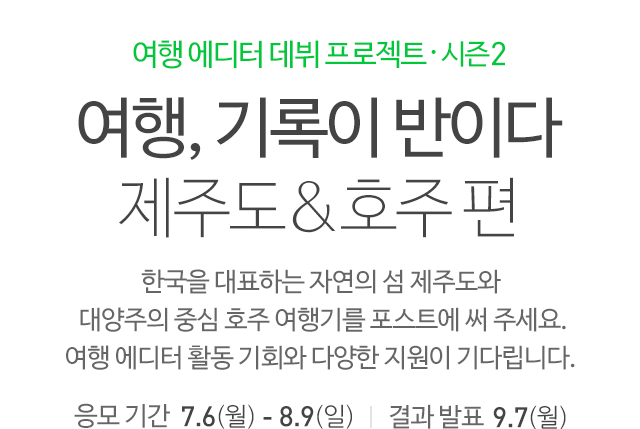 여행 에디터 데뷔 프로젝트 · 시즌2
여행, 기록이 반이다
제주도 & 호주 편
한국을 대표하는 자연의 섬 제주도와
대양주의 중심 호주 여행기를 포스트에 써 주세요.
여행 에디터 활동 기회와 다양한 지원이 기다립니다.
응모 기간 7.6(월) - 8.9(일) | 결과 발표 9.7(월)